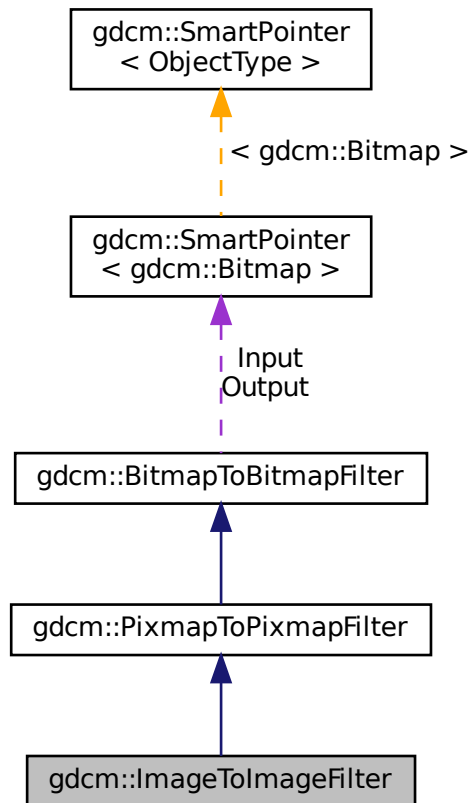 gdcm::SmartPointer
< ObjectType >
< gdcm::Bitmap >
gdcm::SmartPointer
< gdcm::Bitmap >
Input
Output
gdcm::BitmapToBitmapFilter
gdcm::PixmapToPixmapFilter
gdcm::ImageToImageFilter